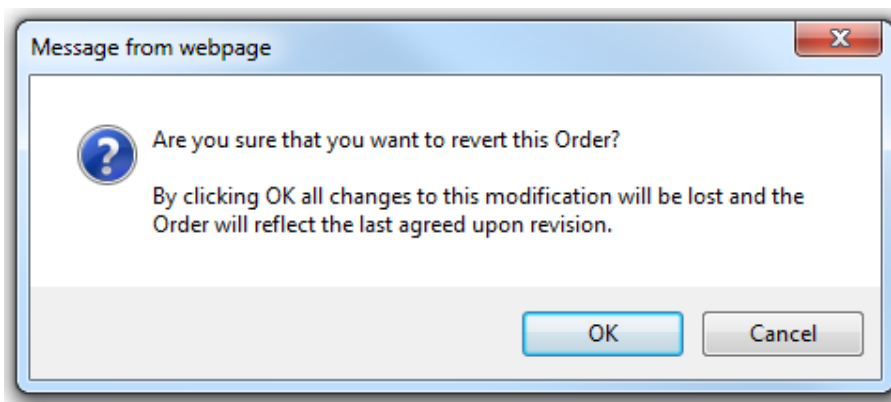 Message from webpage
Are you sure that you want to revert this Order?
By clicking OK all changes to this modification will be lost and the
Order will reflect the last agreed upon revision.
OK
Cancel